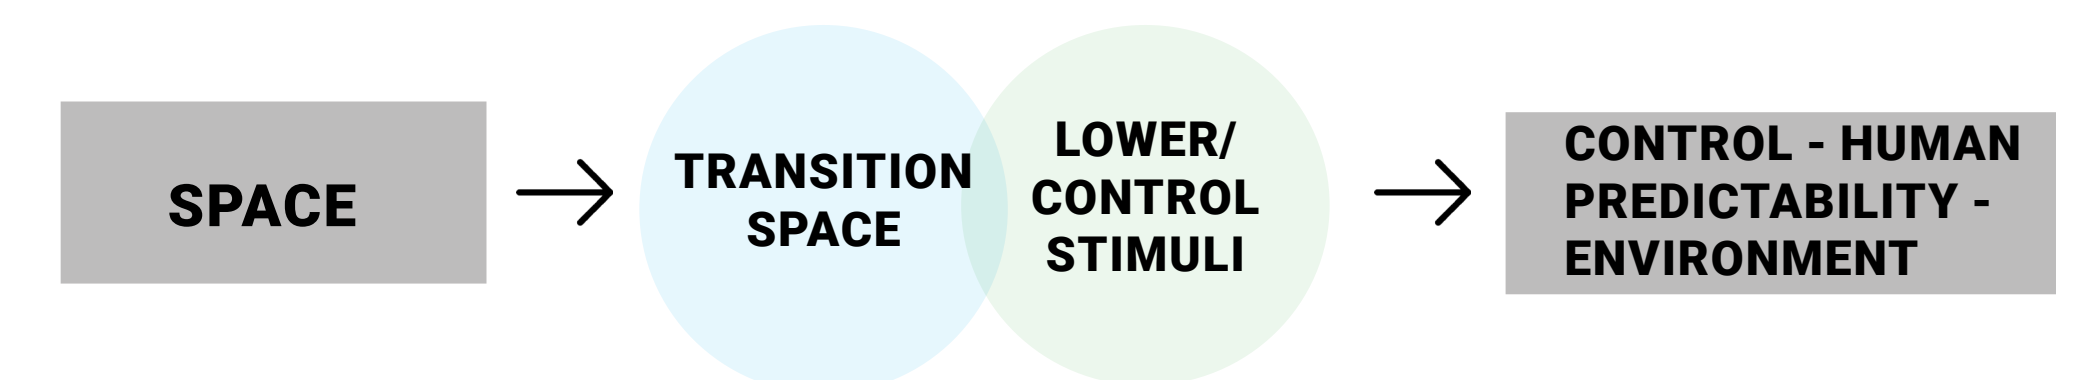 SPACE
TRANSITION
SPACE
LOWER/
CONTROL
STIMULI
CONTROL - HUMAN
PREDICTABILITY -
ENVIRONMENT